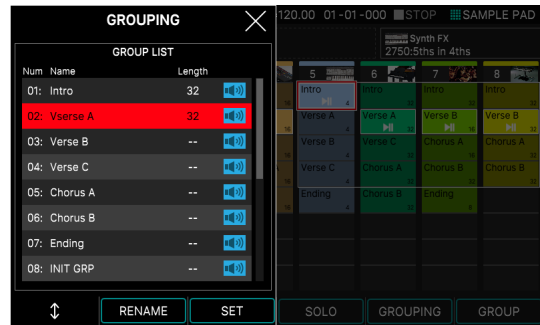 GROUPING
GROUP LIST
Num Name Length
01: Intro 32
02: Vserse A 32
03: Verse B --
04: Verse C --
05: Chorus A --
06: Chorus B --
07: Ending --
08: INIT GRP --
RENAME SET
120.00 01-01-000 STOP SAMPLE PAD
Synth FX
2750:5ths in 4ths
5 6 7 8
Intro Intro Intro Intro
Verse A Verse A Verse B Verse B
Verse B Verse B Chorus A Chorus A
Verse C Chorus A Chorus B Chorus B
Ending Chorus B Ending
SOLO GROUPING GROUP